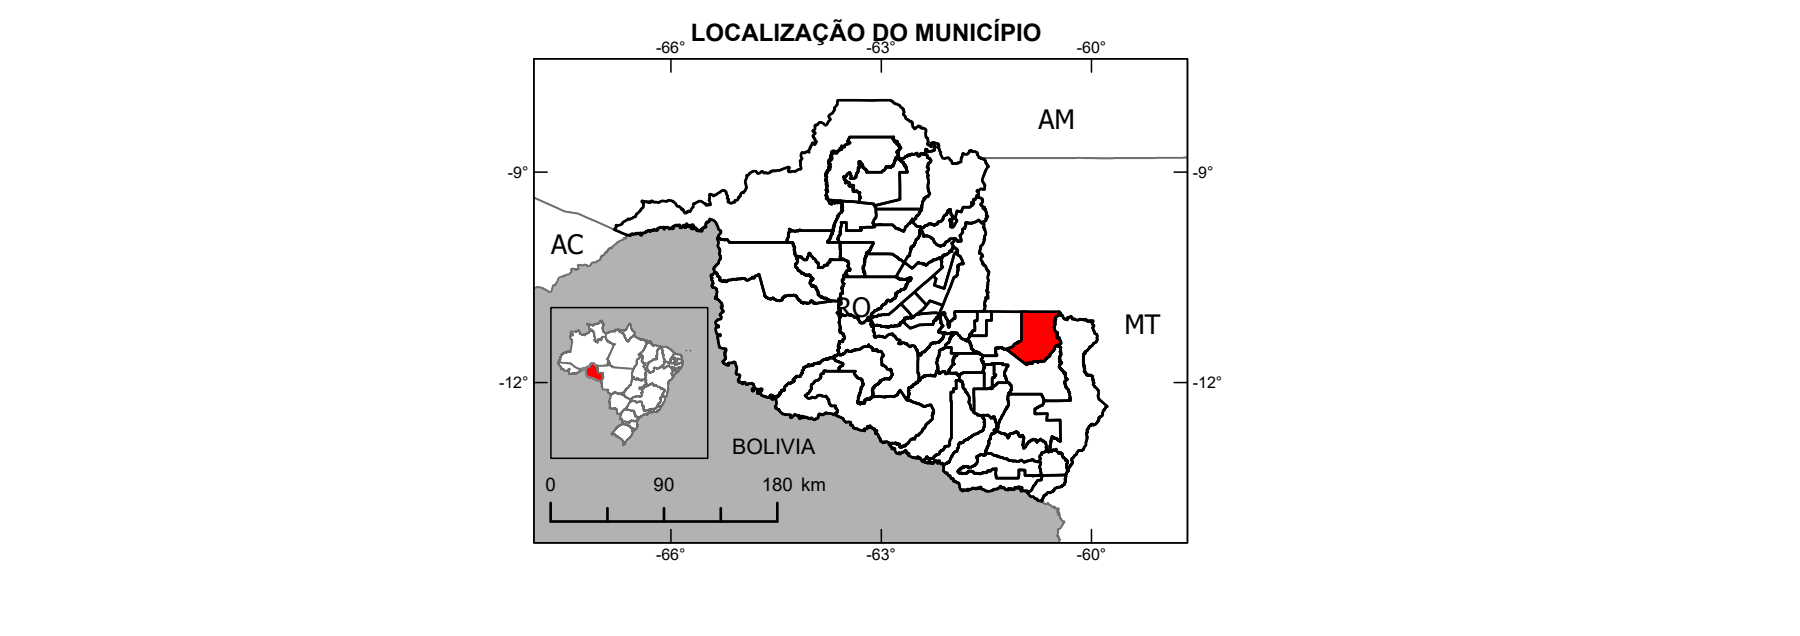 LOCALIZAÇÃO DO MUNICÍPIO
-66° -63° -60°
AM
-9° -9°
AC
RO
MT
-12° -12°
BOLIVIA
0 90 180 km
-66° -63° -60°